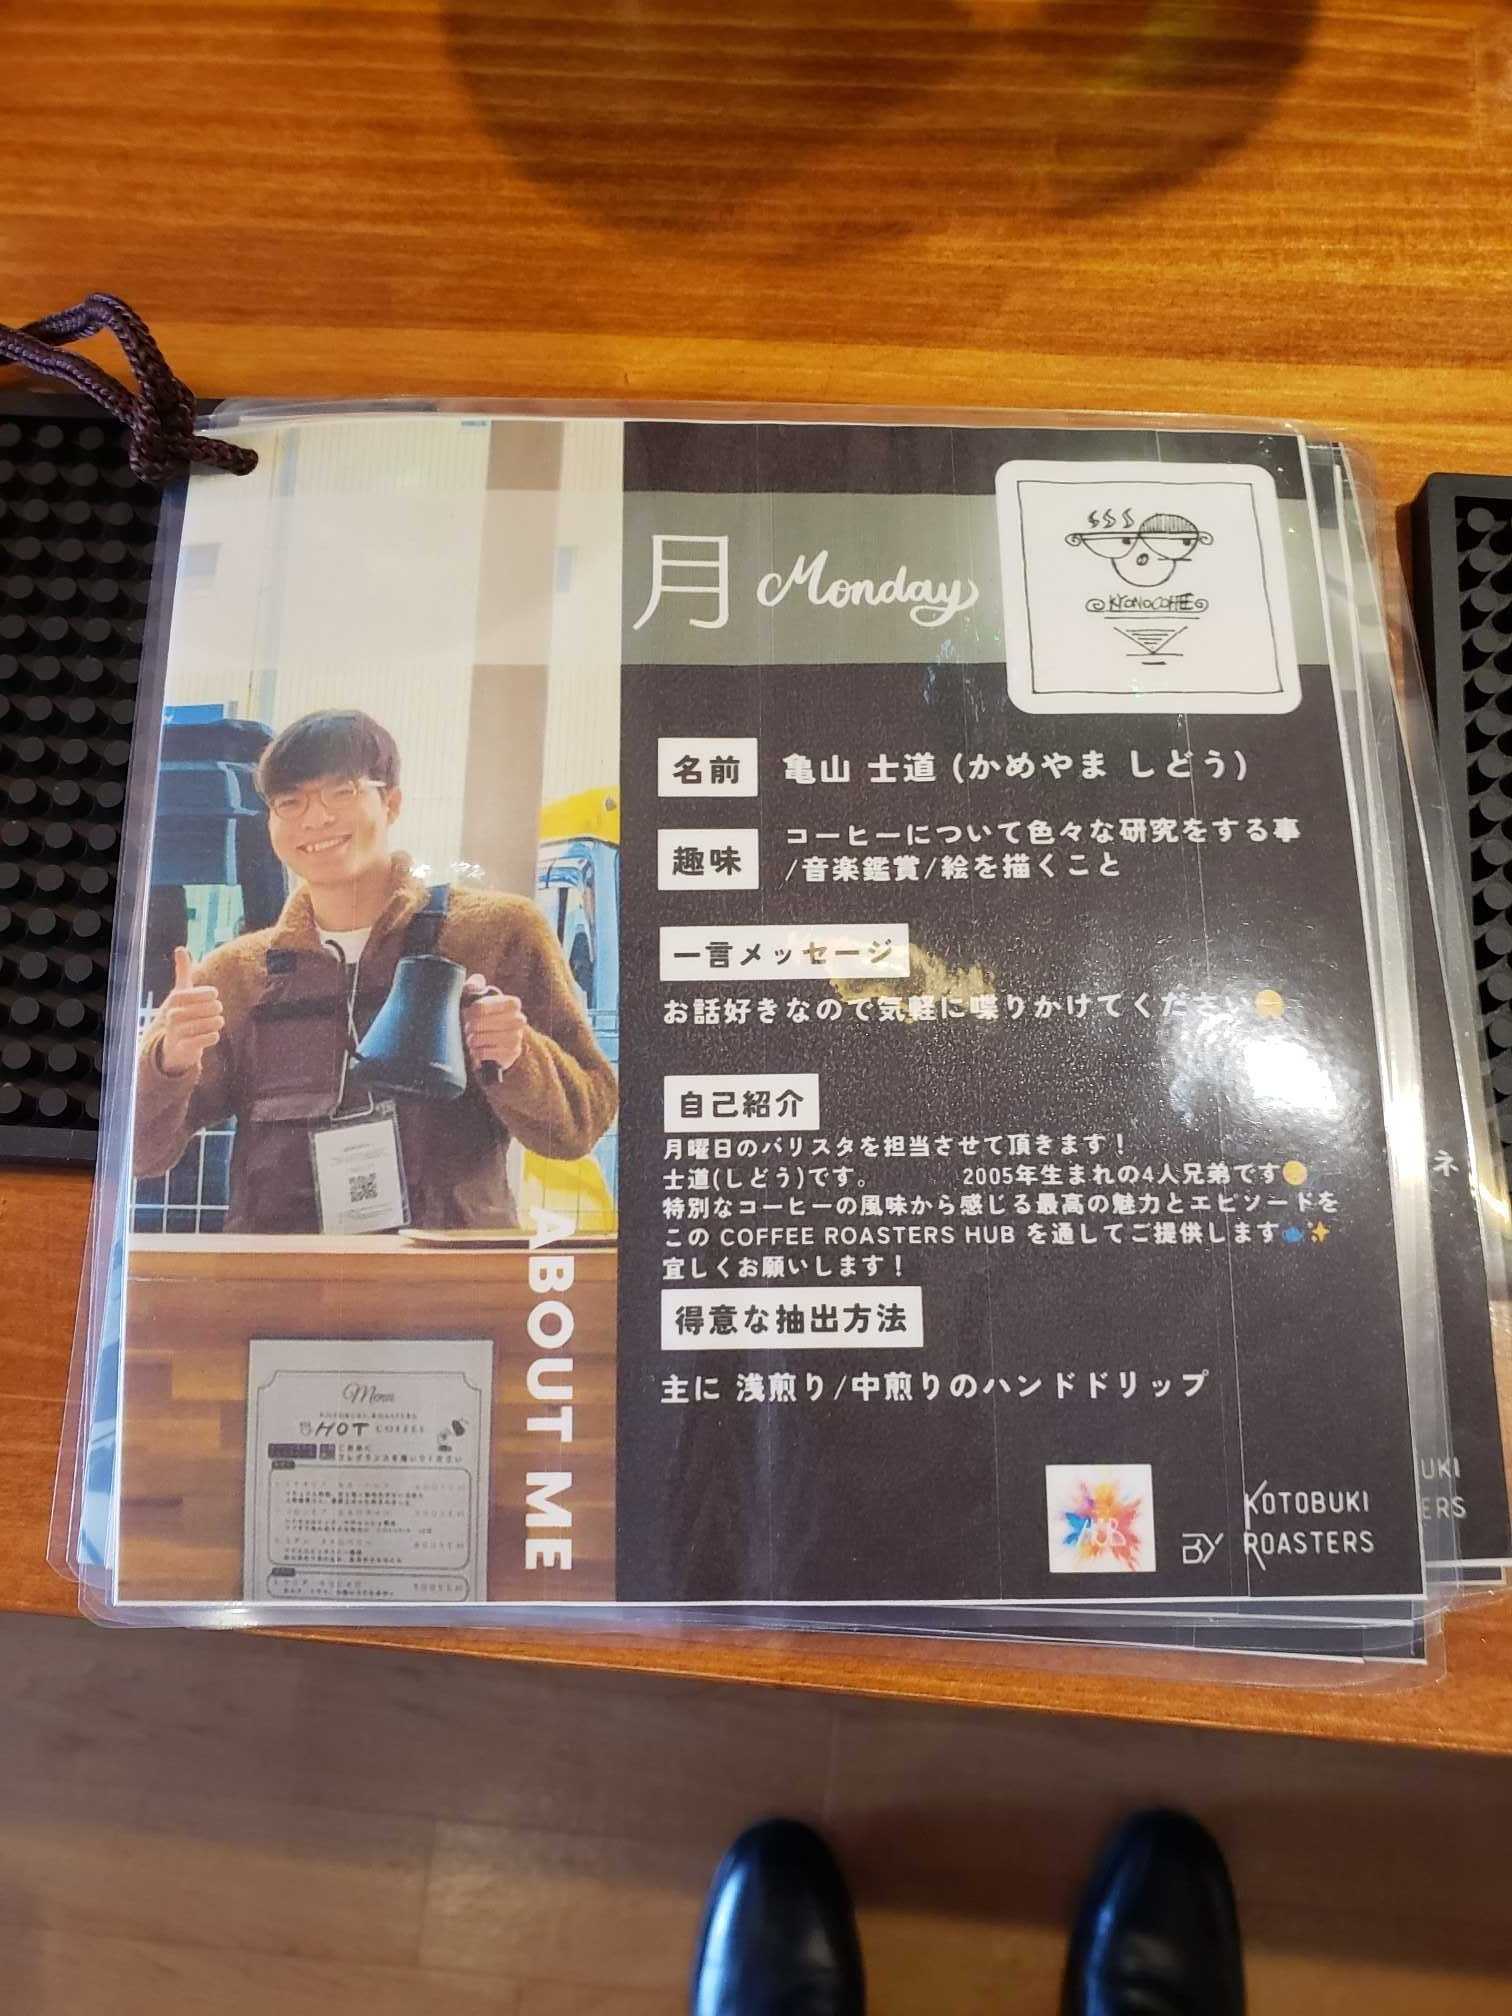 月 Monday
KYONOCOFFEE
名前 亀山 士道 (かめやま しどう)
趣味 コーヒーについて色々な研究をする事
/音楽鑑賞/絵を描くこと
一言メッセージ
お話好きなので気軽に喋りかけてください
自己紹介
月曜日のバリスタを担当させて頂きます!
士道(しどう)です。 2005年生まれの4人兄弟です
特別なコーヒーの風味から感じる最高の魅力とエピソードを
この COFFEE ROASTERS HUB を通してご提供します✨
宜しくお願いします!
得意な抽出方法
主に 浅煎り/中煎りのハンドドリップ
ABOUT ME
Menu
HOT COFFEE
BY KOTOBUKI
ROASTERS
ネ
UKI
ERS